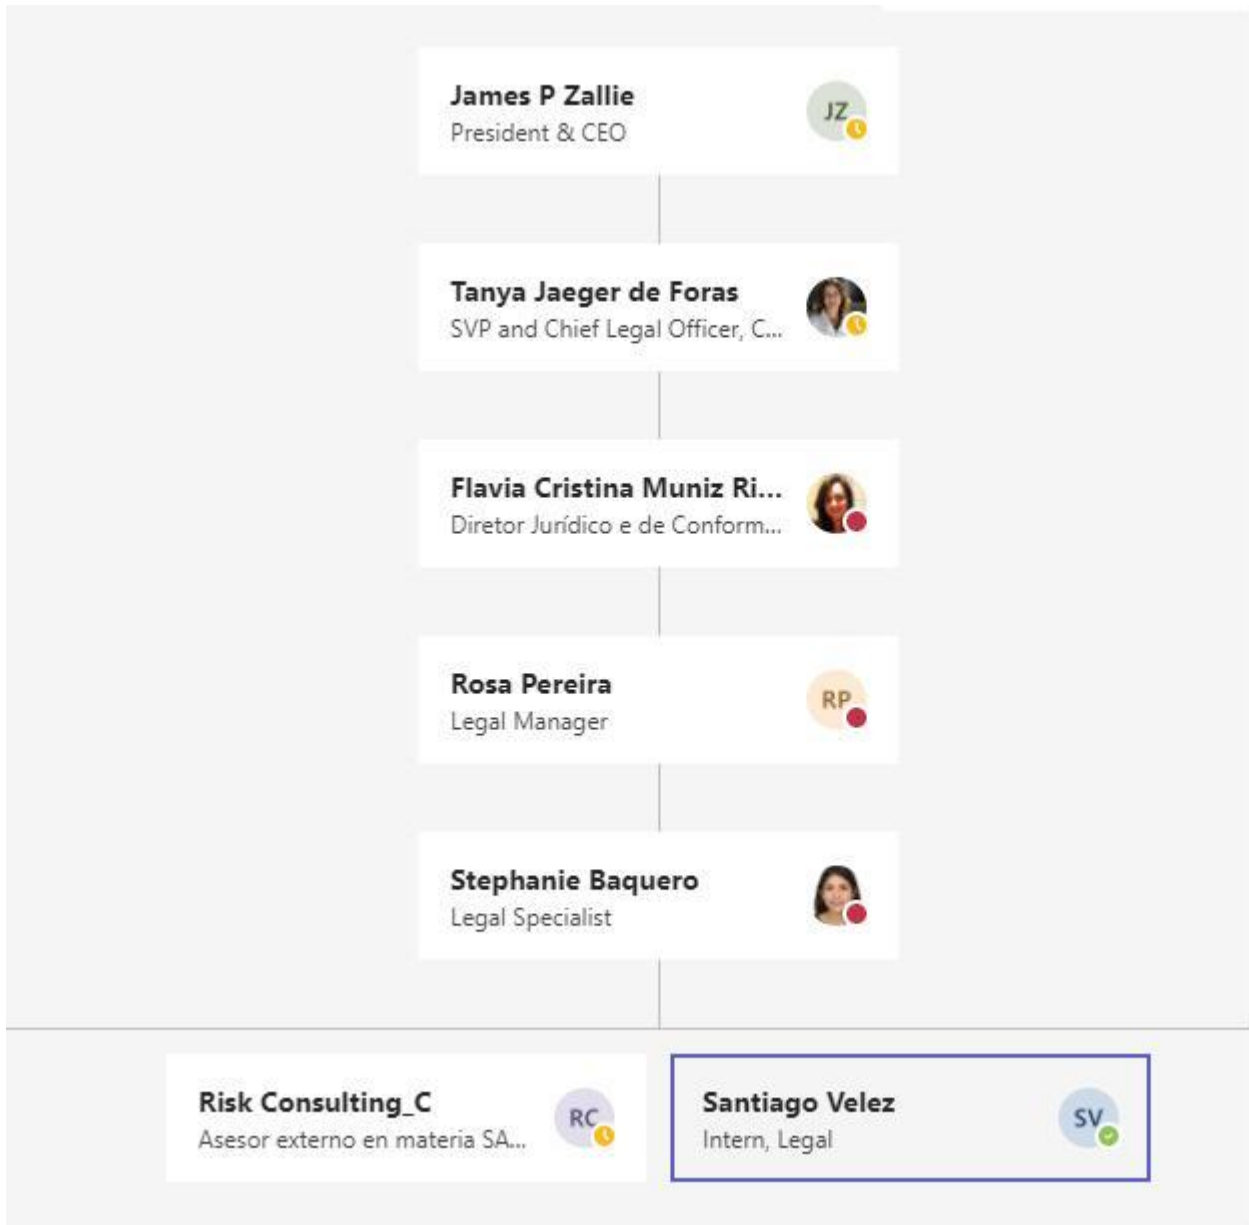 James P Zallie
President & CEO
JZ
Tanya Jaeger de Foras
SVP and Chief Legal Officer, C...
Flavia Cristina Muniz Ri...
Diretor Jurídico e de Conform...
Rosa Pereira
Legal Manager
RP
Stephanie Baquero
Legal Specialist
Risk Consulting_C
Asesor externo en materia SA...
RC
Santiago Velez
Intern, Legal
SV